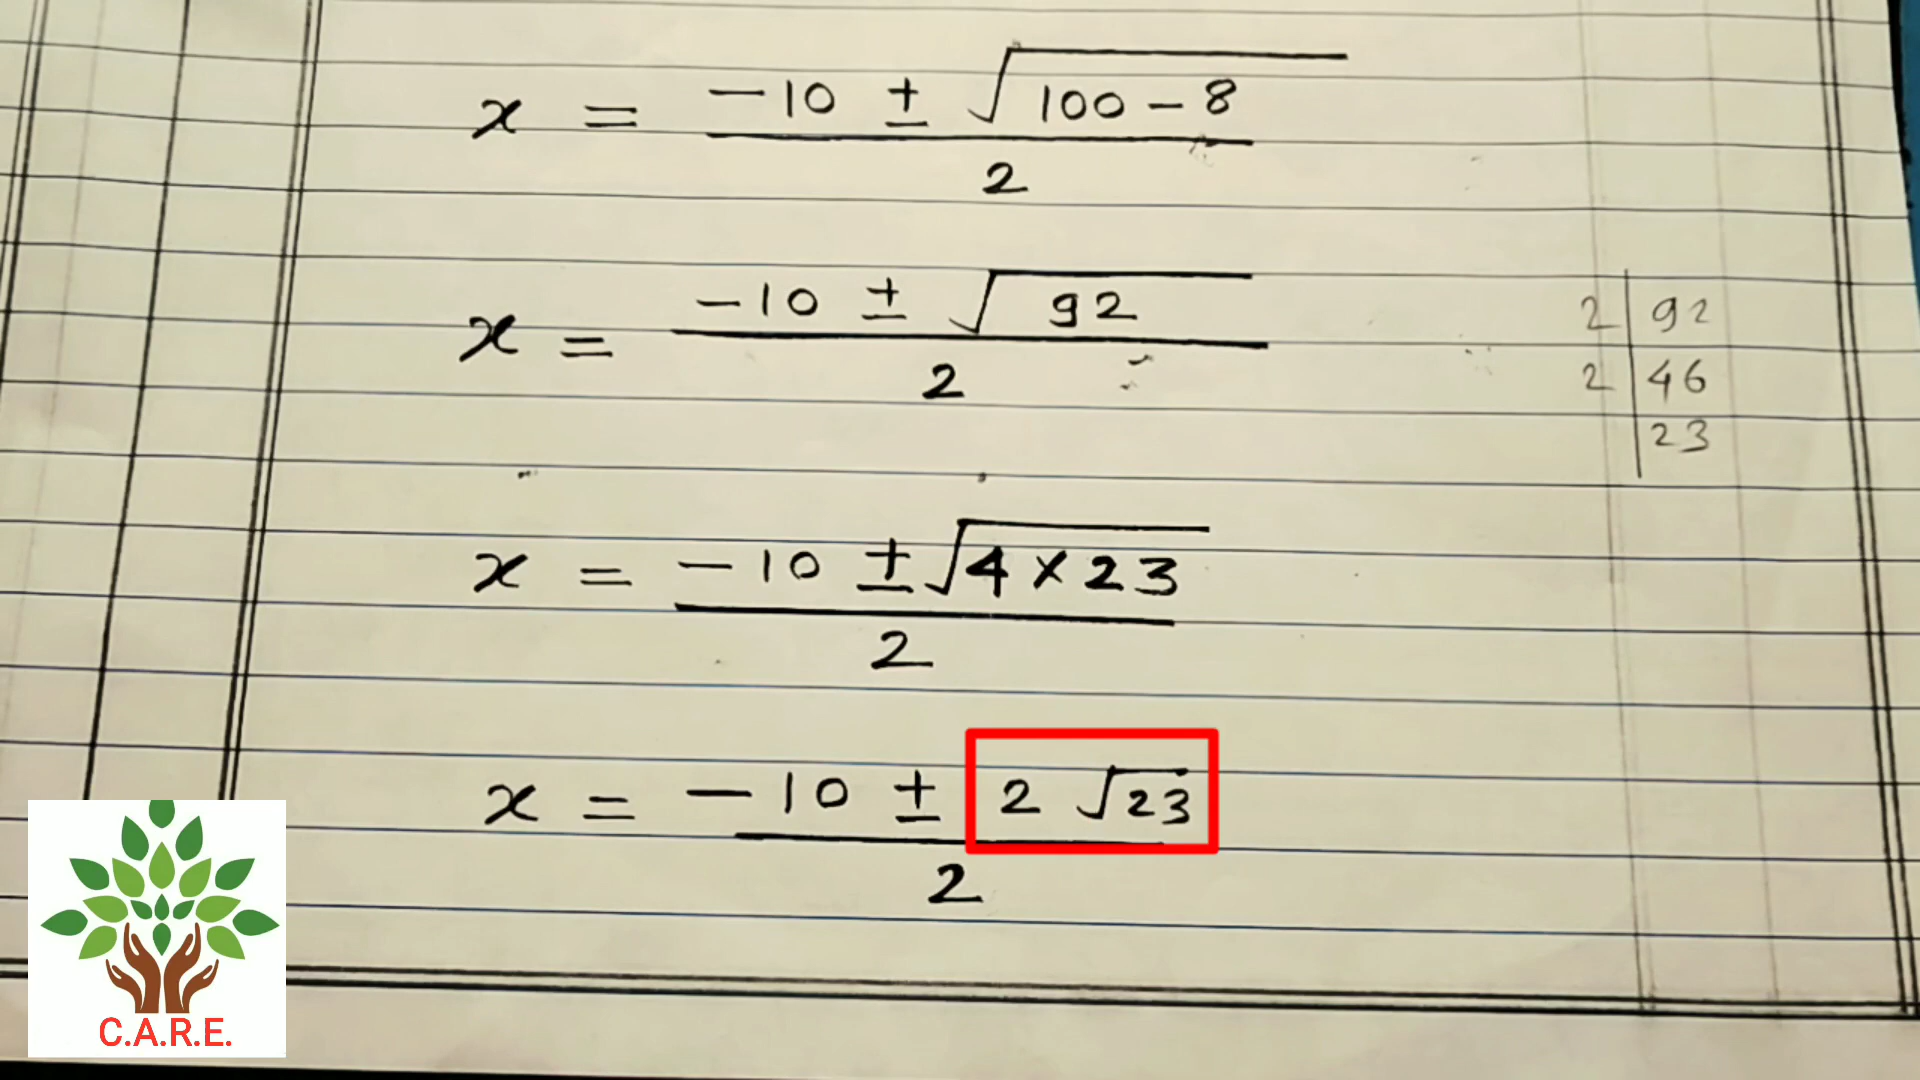 x = −10 ± √100 − 8
2
x = −10 ± √92
2
2 | 92
2 | 46
| 23
x = −10 ± √4 × 23
2
x = −10 ± 2 √23
2
C.A.R.E.